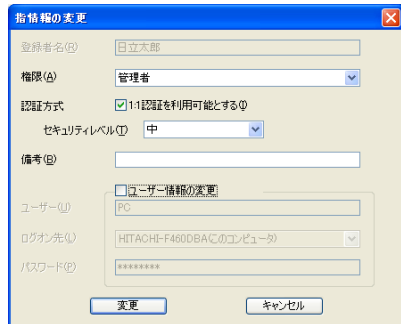 指情報の変更
登録者名(R) 日立太郎
権限(A) 管理者
認証方式 1:1認証を利用可能とする(I)
セキュリティレベル(T) 中
備考(B)
ユーザー情報の変更
ユーザー(U) PC
ログオン先(L) HITACHI-F460DBA(このコンピュータ)
パスワード(P) ********
変更 キャンセル